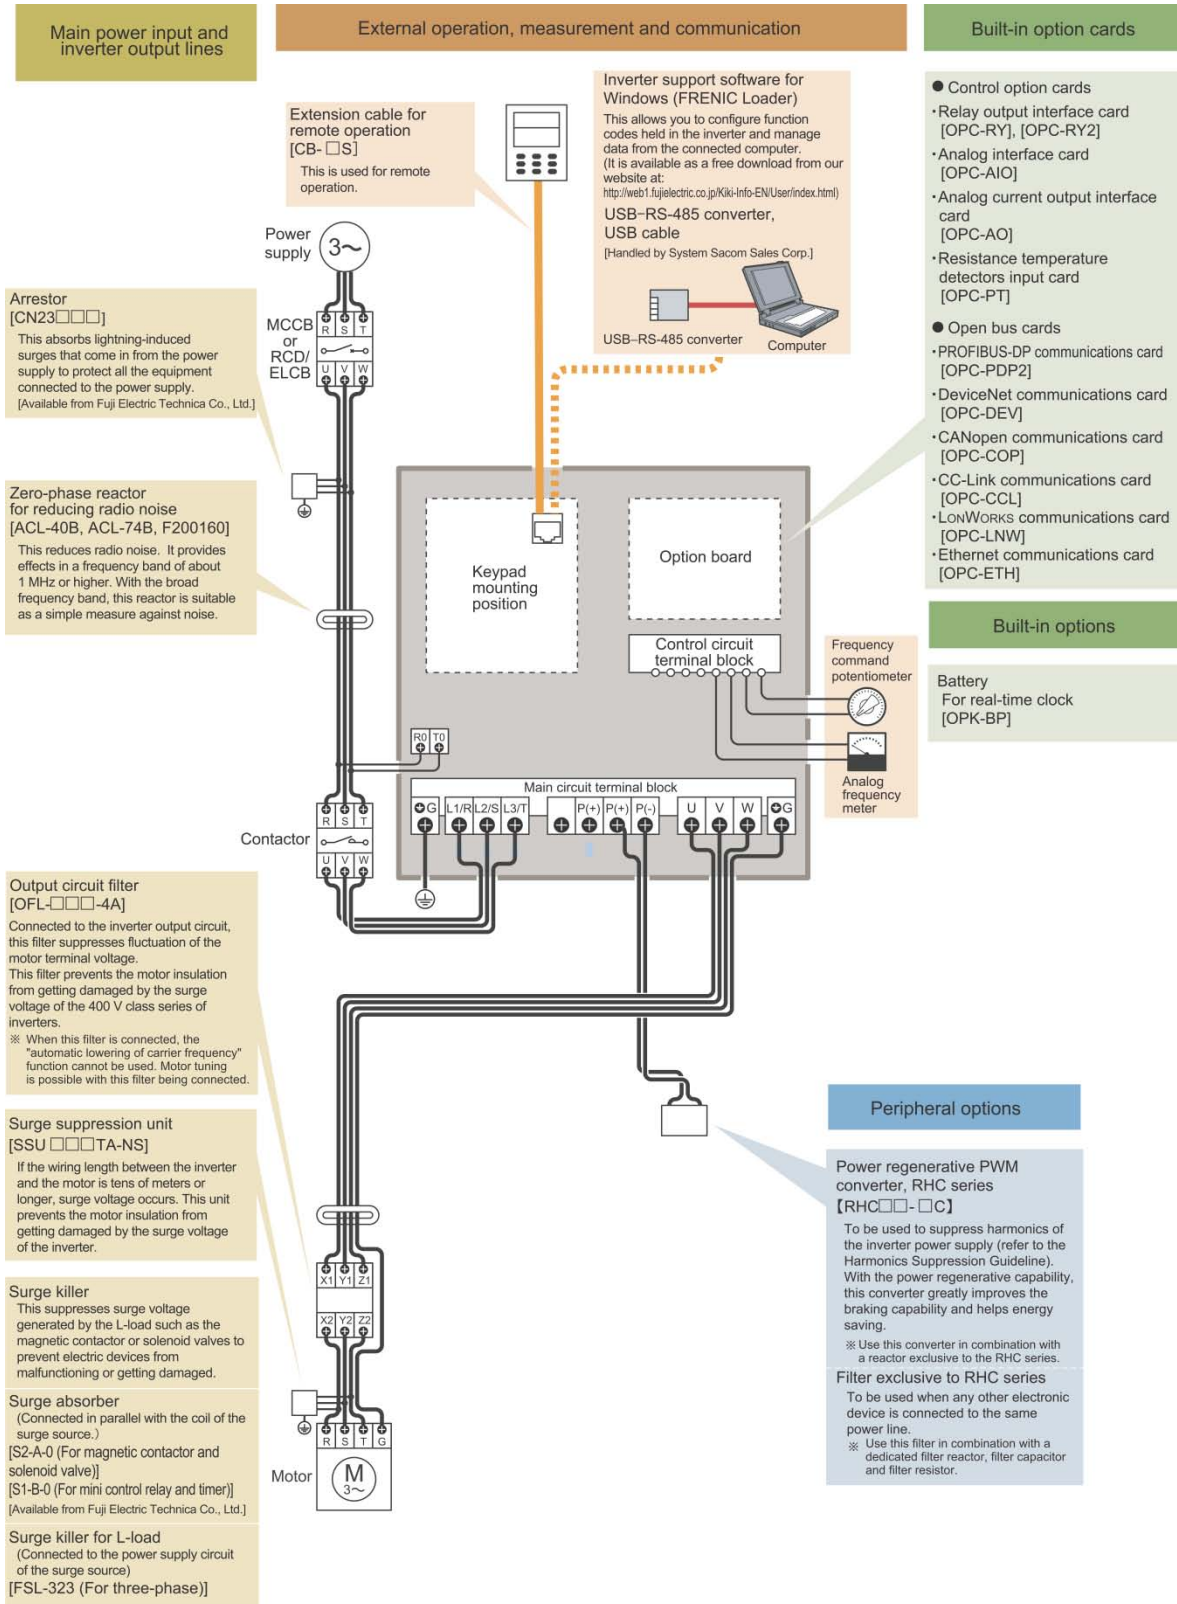 Main power input and
inverter output lines
External operation, measurement and communication
Built-in option cards
Extension cable for
remote operation
[CB- □S]
This is used for remote
operation.
Inverter support software for
Windows (FRENIC Loader)
This allows you to configure function
codes held in the inverter and manage
data from the connected computer.
(It is available as a free download from our
website at:
http://web1.fujielectric.co.jp/Kiki-Info-EN/User/index.html)
USB–RS-485 converter,
USB cable
[Handled by System Sacom Sales Corp.]
USB–RS-485 converter
Computer
● Control option cards
・Relay output interface card
[OPC-RY], [OPC-RY2]
・Analog interface card
[OPC-AIO]
・Analog current output interface
card
[OPC-AO]
・Resistance temperature
detectors input card
[OPC-PT]
● Open bus cards
・PROFIBUS-DP communications card
[OPC-PDP2]
・DeviceNet communications card
[OPC-DEV]
・CANopen communications card
[OPC-COP]
・CC-Link communications card
[OPC-CCL]
・LONWORKS communications card
[OPC-LNW]
・Ethernet communications card
[OPC-ETH]
Built-in options
Battery
For real-time clock
[OPK-BP]
Power
supply
3~
R S T
MCCB
or
RCD/
ELCB
U V W
Arrestor
[CN23□□□]
This absorbs lightning-induced
surges that come in from the power
supply to protect all the equipment
connected to the power supply.
[Available from Fuji Electric Technica Co., Ltd.]
Zero-phase reactor
for reducing radio noise
[ACL-40B, ACL-74B, F200160]
This reduces radio noise. It provides
effects in a frequency band of about
1 MHz or higher. With the broad
frequency band, this reactor is suitable
as a simple measure against noise.
Keypad
mounting
position
Option board
Control circuit
terminal block
Frequency
command
potentiometer
Analog
frequency
meter
R0 T0
Main circuit terminal block
G L1/R L2/S L3/T P(+) P(+) P(-) U V W G
R S T
Contactor
U V W
Output circuit filter
[OFL-□□□-4A]
Connected to the inverter output circuit,
this filter suppresses fluctuation of the
motor terminal voltage.
This filter prevents the motor insulation
from getting damaged by the surge
voltage of the 400 V class series of
inverters.
※ When this filter is connected, the
"automatic lowering of carrier frequency"
function cannot be used. Motor tuning
is possible with this filter being connected.
Surge suppression unit
[SSU □□□TA-NS]
If the wiring length between the inverter
and the motor is tens of meters or
longer, surge voltage occurs. This unit
prevents the motor insulation from
getting damaged by the surge voltage
of the inverter.
Surge killer
This suppresses surge voltage
generated by the L-load such as the
magnetic contactor or solenoid valves to
prevent electric devices from
malfunctioning or getting damaged.
Surge absorber
(Connected in parallel with the coil of the
surge source.)
[S2-A-0 (For magnetic contactor and
solenoid valve)]
[S1-B-0 (For mini control relay and timer)]
[Available from Fuji Electric Technica Co., Ltd.]
Surge killer for L-load
(Connected to the power supply circuit
of the surge source)
[FSL-323 (For three-phase)]
X1 Y1 Z1
X2 Y2 Z2
R S T G
Motor
M
3~
Peripheral options
Power regenerative PWM
converter, RHC series
【RHC□□- □C】
To be used to suppress harmonics of
the inverter power supply (refer to the
Harmonics Suppression Guideline).
With the power regenerative capability,
this converter greatly improves the
braking capability and helps energy
saving.
※ Use this converter in combination with
a reactor exclusive to the RHC series.
Filter exclusive to RHC series
To be used when any other electronic
device is connected to the same
power line.
※ Use this filter in combination with a
dedicated filter reactor, filter capacitor
and filter resistor.